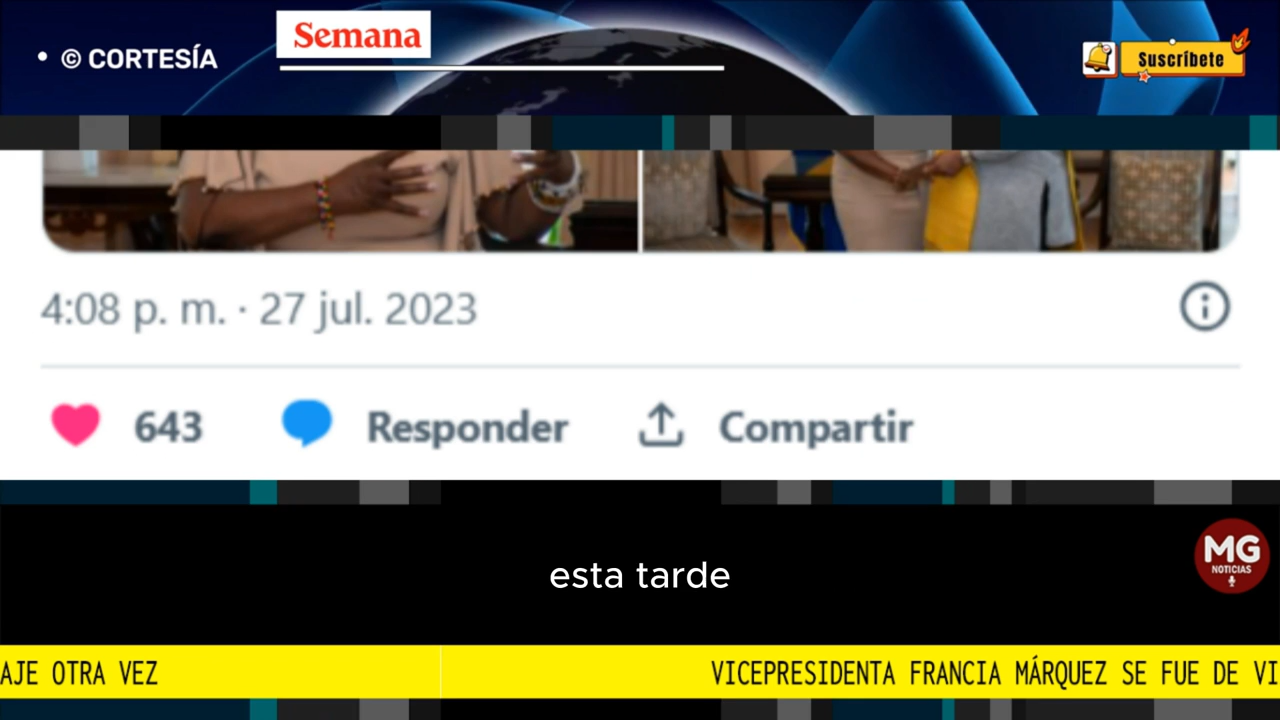 • © CORTESÍA
Semana
Suscríbete
4:08 p. m. · 27 jul. 2023
643 Responder Compartir
esta tarde
MG
NOTICIAS
AJE OTRA VEZ VICEPRESIDENTA FRANCIA MÁRQUEZ SE FUE DE VI